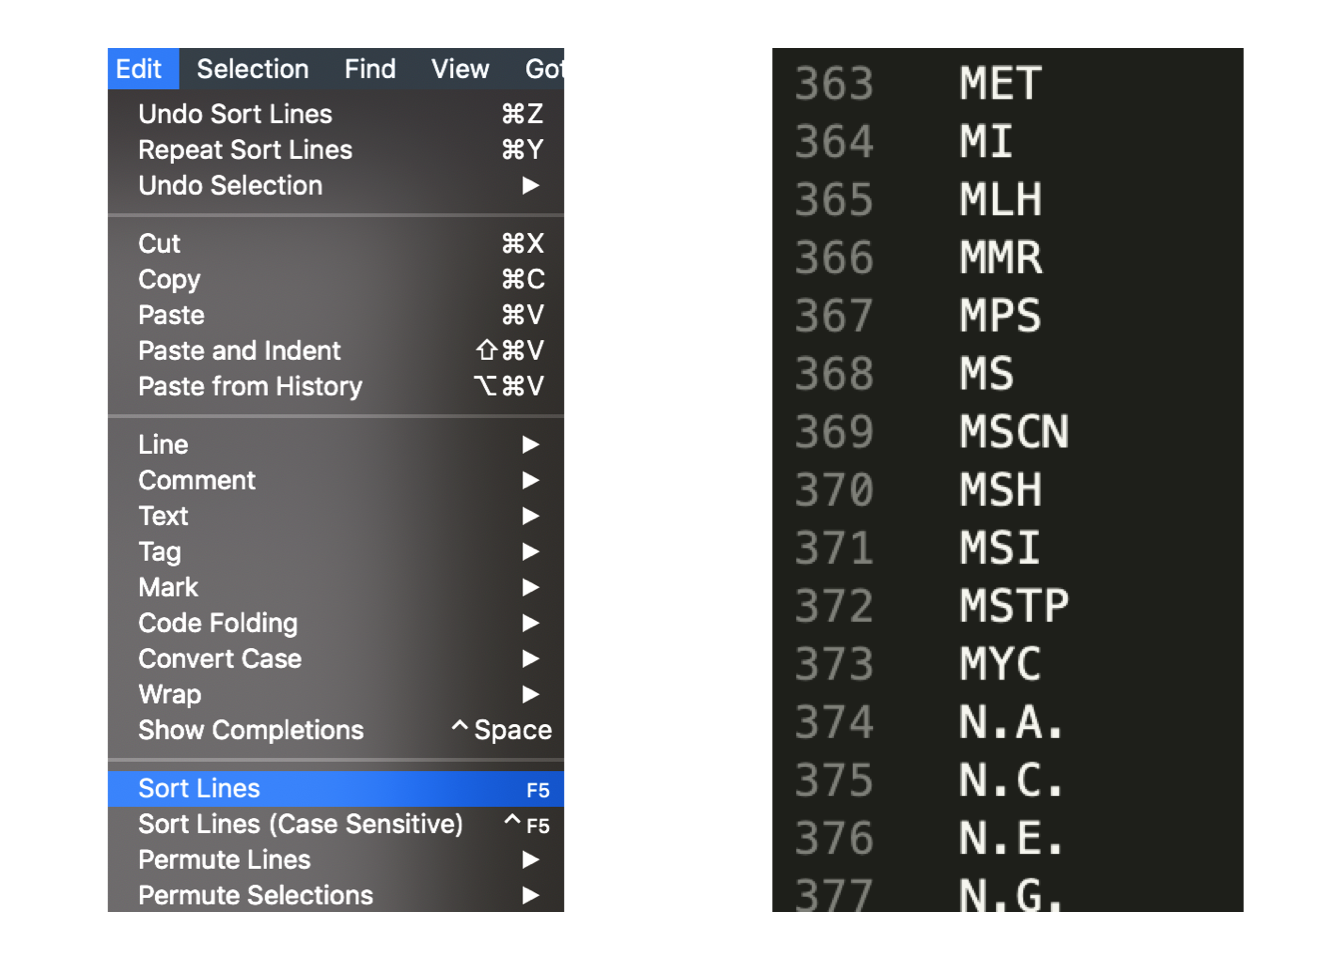 Edit Selection Find View Got
Undo Sort Lines ⌘Z
Repeat Sort Lines ⌘Y
Undo Selection ▶
Cut ⌘X
Copy ⌘C
Paste ⌘V
Paste and Indent ⇧⌘V
Paste from History ⌥⌘V
Line ▶
Comment ▶
Text ▶
Tag ▶
Mark ▶
Code Folding ▶
Convert Case ▶
Wrap ▶
Show Completions ^ Space
Sort Lines F5
Sort Lines (Case Sensitive) ^ F5
Permute Lines ▶
Permute Selections ▶
363 MET
364 MI
365 MLH
366 MMR
367 MPS
368 MS
369 MSCN
370 MSH
371 MSI
372 MSTP
373 MYC
374 N.A.
375 N.C.
376 N.E.
377 N.G.